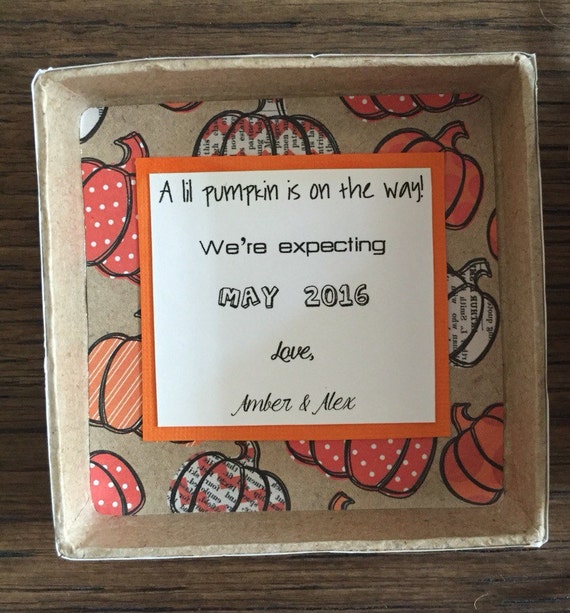 A lil pumpkin is on the way!
We're expecting
MAY 2016
Love,
Amber & Alex